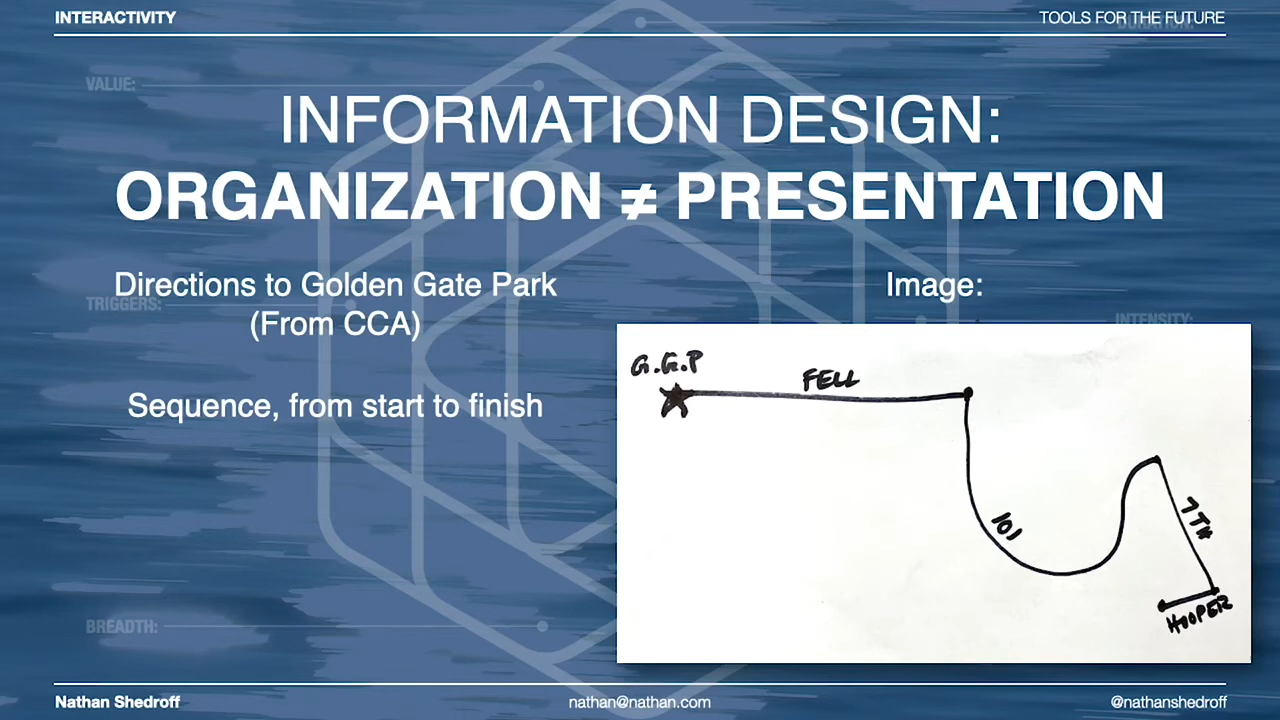 INTERACTIVITY
TOOLS FOR THE FUTURE
DURATION:
VALUE:
INFORMATION DESIGN:
ORGANIZATION ≠ PRESENTATION
Directions to Golden Gate Park
(From CCA)
Sequence, from start to finish
TRIGGERS:
Image:
INTENSITY:
G.G.P
FELL
101
7TH
HOOPER
BREADTH:
Nathan Shedroff
nathan@nathan.com
@nathanshedroff